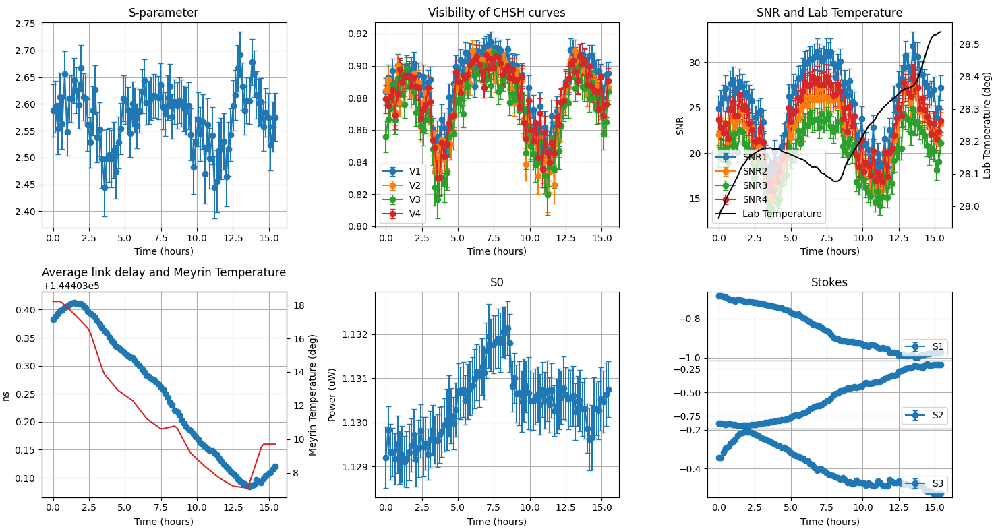 S-parameter
2.75
2.70
2.65
2.60
2.55
2.50
2.45
2.40
0.0 2.5 5.0 7.5 10.0 12.5 15.0
Time (hours)
Visibility of CHSH curves
0.92
0.90
0.88
0.86
0.84
0.82
0.80
V1
V2
V3
V4
0.0 2.5 5.0 7.5 10.0 12.5 15.0
Time (hours)
SNR and Lab Temperature
SNR
30
25
20
15
SNR1
SNR2
SNR3
SNR4
Lab Temperature
28.5
28.4
28.3
28.2
28.1
28.0
Lab Temperature (deg)
0.0 2.5 5.0 7.5 10.0 12.5 15.0
Time (hours)
Average link delay and Meyrin Temperature
+1.44403e5
ns
0.40
0.35
0.30
0.25
0.20
0.15
0.10
18
16
14
12
10
8
Meyrin Temperature (deg)
0.0 2.5 5.0 7.5 10.0 12.5 15.0
Time (hours)
S0
Power (uW)
1.132
1.131
1.130
1.129
0.0 2.5 5.0 7.5 10.0 12.5 15.0
Time (hours)
Stokes
−0.8
−1.0
S1
−0.25
−0.50
−0.75
S2
−0.2
−0.4
S3
0.0 2.5 5.0 7.5 10.0 12.5 15.0
Time (hours)